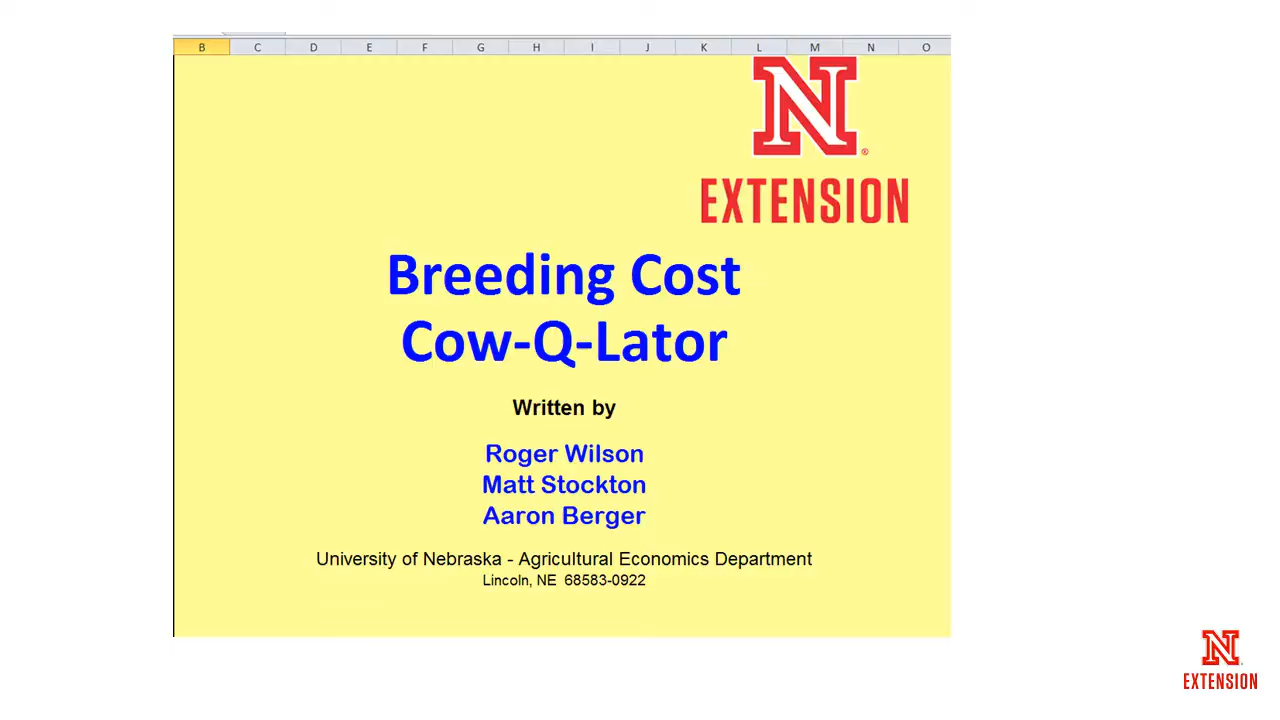 B C D E F G H I J K L M N O
N®
EXTENSION
Breeding Cost
Cow-Q-Lator
Written by
Roger Wilson
Matt Stockton
Aaron Berger
University of Nebraska - Agricultural Economics Department
Lincoln, NE 68583-0922
N
EXTENSION